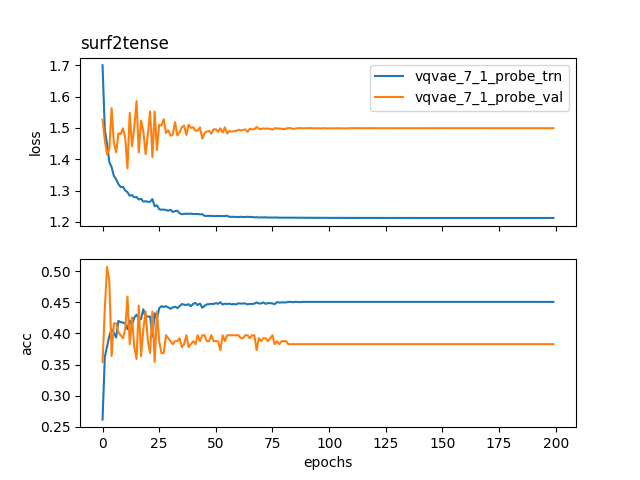 surf2tense
1.7
1.6
1.5
1.4
1.3
1.2
loss
vqvae_7_1_probe_trn
vqvae_7_1_probe_val
0.50
0.45
0.40
0.35
0.30
0.25
acc
0 25 50 75 100 125 150 175 200
epochs